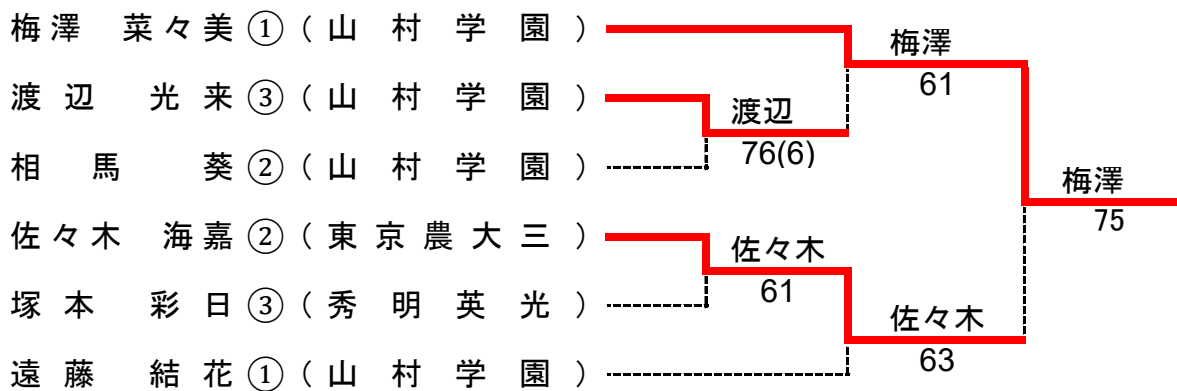 梅澤 菜々美①(山村学園)
梅澤
61
渡辺 光来③(山村学園)
渡辺
76(6)
相馬 葵②(山村学園)
梅澤
75
佐々木 海嘉②(東京農大三)
佐々木
61
塚本 彩日③(秀明英光)
佐々木
63
遠藤 結花①(山村学園)